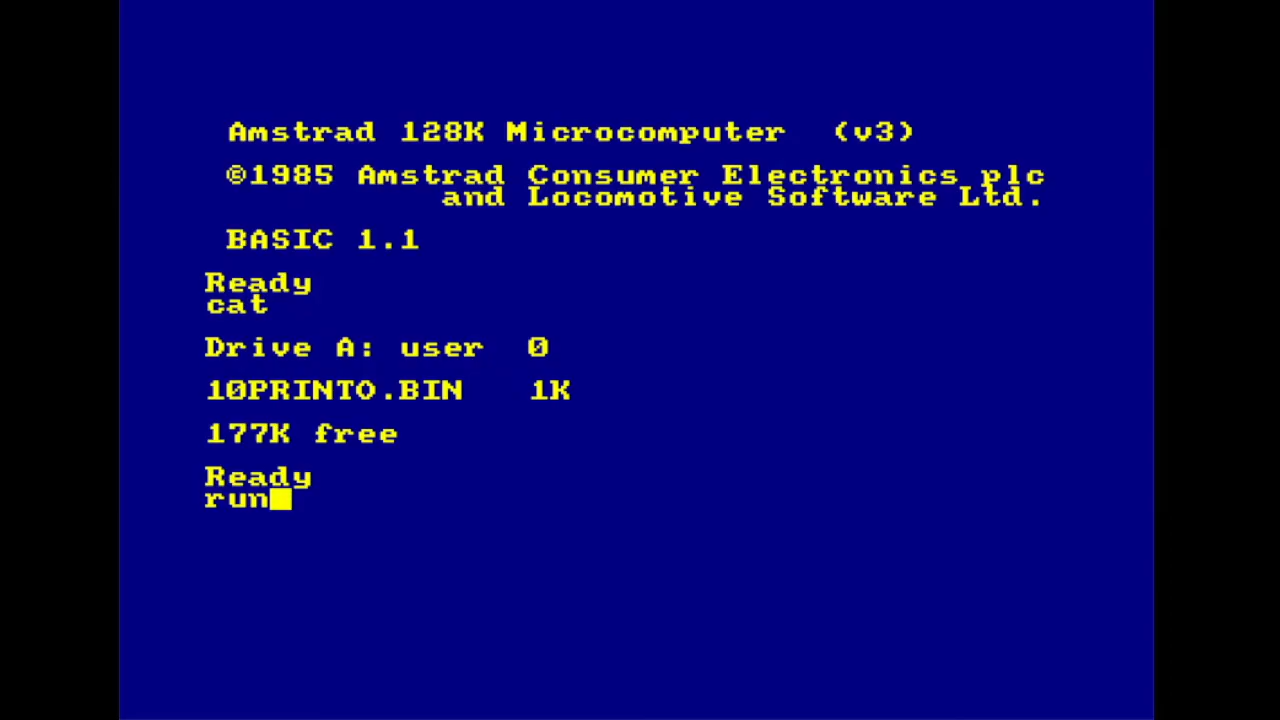 Amstrad 128K Microcomputer (v3)
©1985 Amstrad Consumer Electronics plc
and Locomotive Software Ltd.
BASIC 1.1
Ready
cat
Drive A: user 0
10PRINTO.BIN 1K
177K free
Ready
run